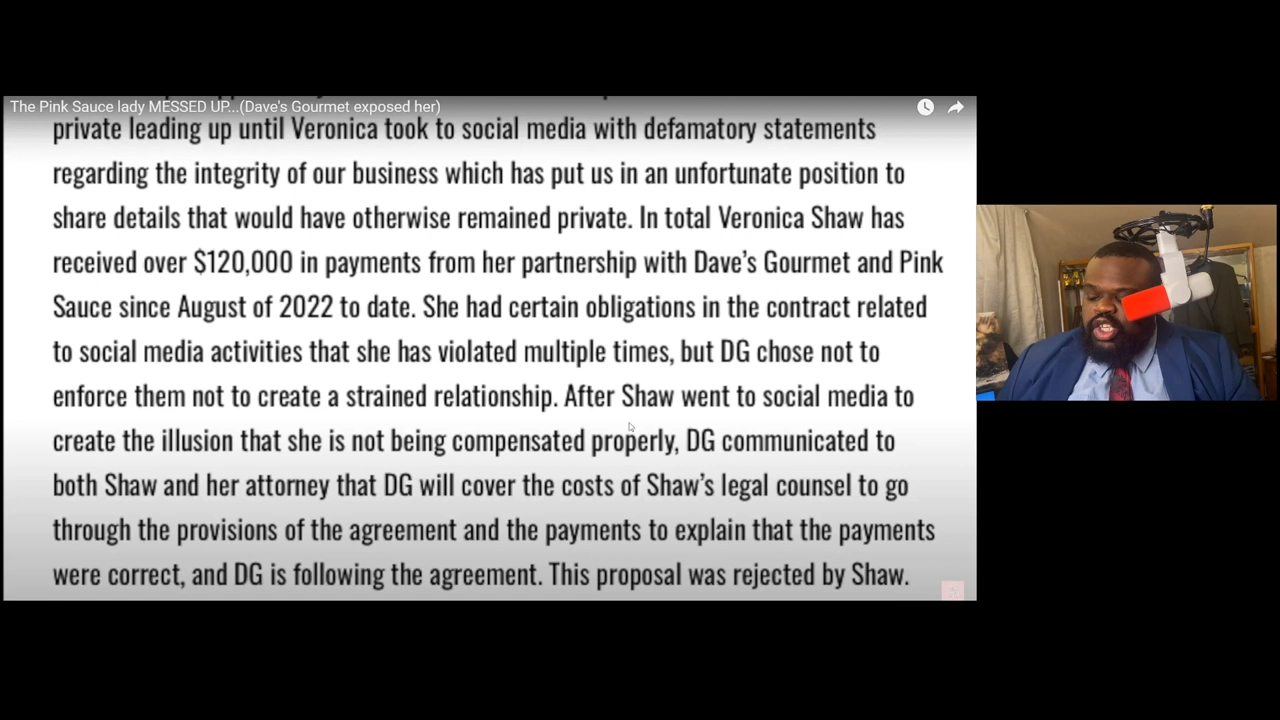 The Pink Sauce lady MESSED UP...(Dave's Gourmet exposed her)
private leading up until Veronica took to social media with defamatory statements
regarding the integrity of our business which has put us in an unfortunate position to
share details that would have otherwise remained private. In total Veronica Shaw has
received over $120,000 in payments from her partnership with Dave's Gourmet and Pink
Sauce since August of 2022 to date. She had certain obligations in the contract related
to social media activities that she has violated multiple times, but DG chose not to
enforce them not to create a strained relationship. After Shaw went to social media to
create the illusion that she is not being compensated properly, DG communicated to
both Shaw and her attorney that DG will cover the costs of Shaw's legal counsel to go
through the provisions of the agreement and the payments to explain that the payments
were correct, and DG is following the agreement. This proposal was rejected by Shaw.